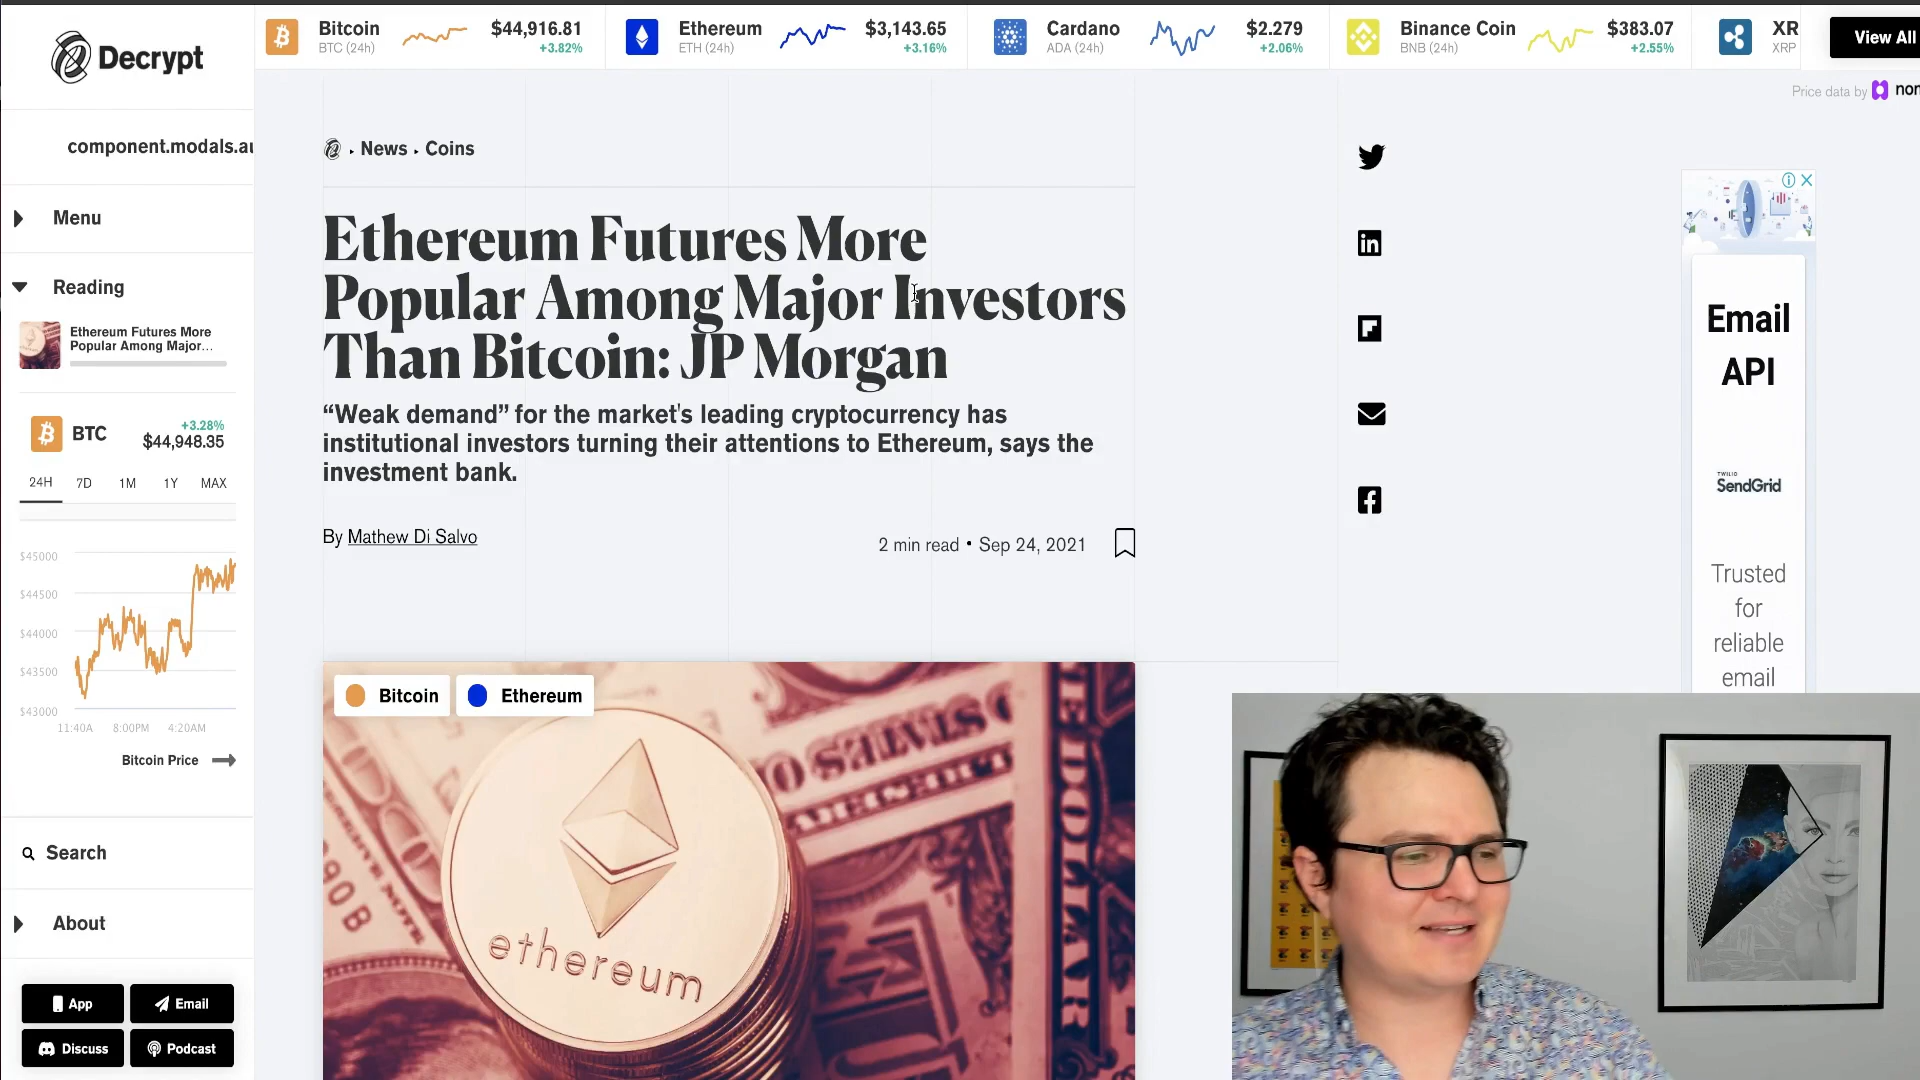 Decrypt
Bitcoin
BTC (24h)
$44,916.81
+3.82%
Ethereum
ETH (24h)
$3,143.65
+3.16%
Cardano
ADA (24h)
$2.279
+2.06%
Binance Coin
BNB (24h)
$383.07
+2.55%
XR
XRP
View All
Price data by non
component.modals.au
Menu
Reading
Ethereum Futures More
Popular Among Major...
BTC
+3.28%
$44,948.35
24H 7D 1M 1Y MAX
$45000
$44500
$44000
$43500
$43000
11:40A 8:00PM 4:20AM
Bitcoin Price
Search
About
App
Email
Discuss
Podcast
News Coins
Ethereum Futures More
Popular Among Major Investors
Than Bitcoin: JP Morgan
“Weak demand” for the market's leading cryptocurrency has
institutional investors turning their attentions to Ethereum, says the
investment bank.
By Mathew Di Salvo
2 min read • Sep 24, 2021
Bitcoin
Ethereum
ethereum
Email
API
TWILIO
SendGrid
Trusted
for
reliable
email